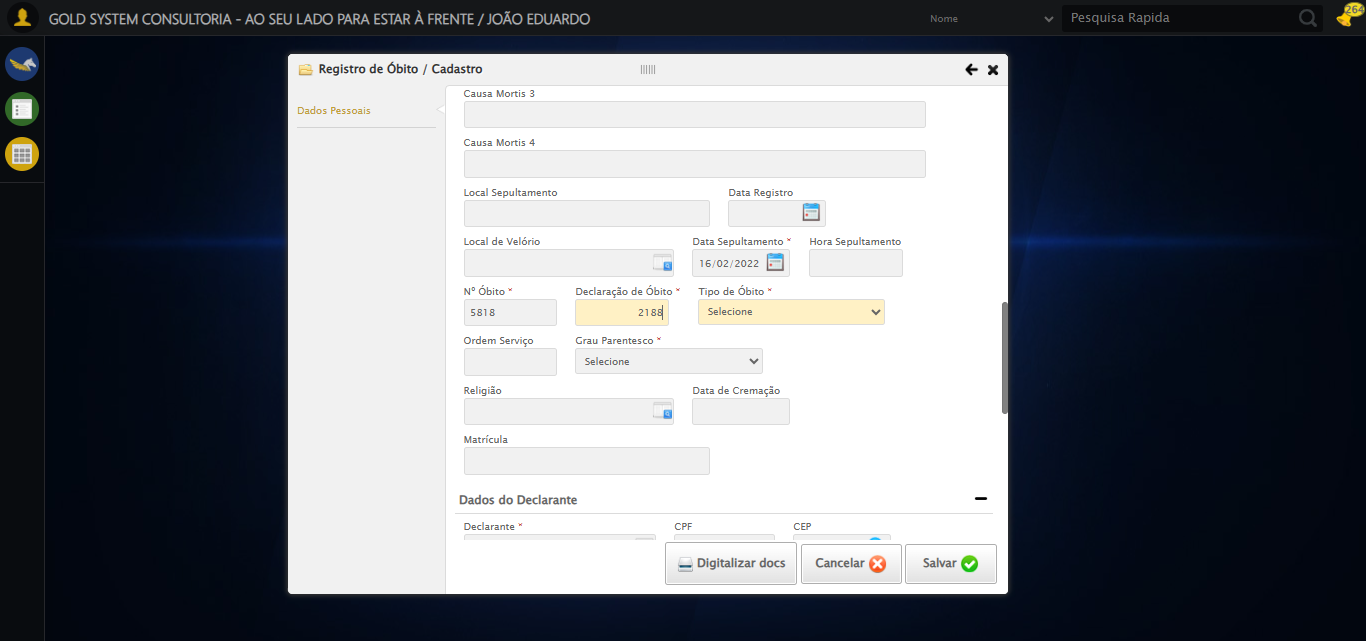 GOLD SYSTEM CONSULTORIA - AO SEU LADO PARA ESTAR À FRENTE / JOÃO EDUARDO
Nome
Pesquisa Rapida
264
Registro de Óbito / Cadastro
Dados Pessoais
Causa Mortis 3
Causa Mortis 4
Local Sepultamento Data Registro
Local de Velório Data Sepultamento * Hora Sepultamento
16/02/2022
Nº Óbito * Declaração de Óbito * Tipo de Óbito *
5818 2188 Selecione
Ordem Serviço Grau Parentesco *
Selecione
Religião Data de Cremação
Matrícula
Dados do Declarante
Declarante * CPF CEP
Digitalizar docs Cancelar Salvar